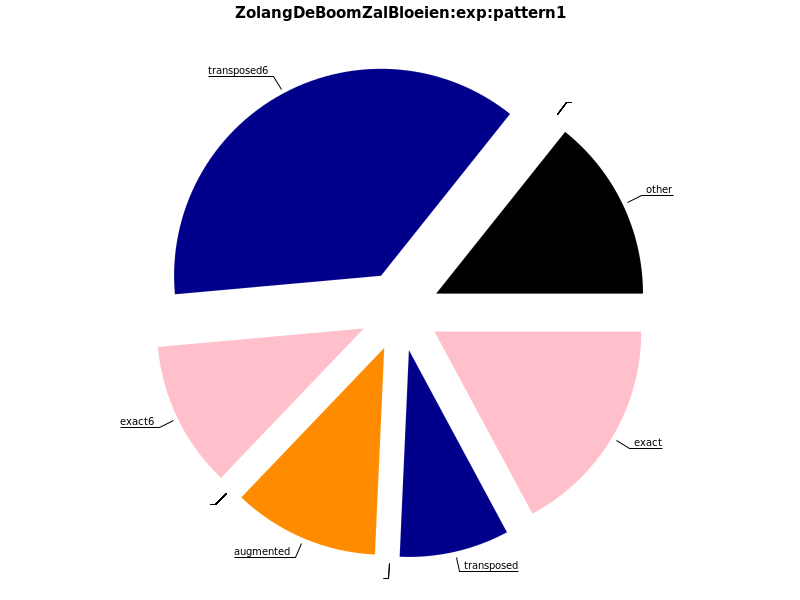 ZolangDeBoomZalBloeien:exp:pattern1
transposed6
other
exact6
exact
augmented
transposed